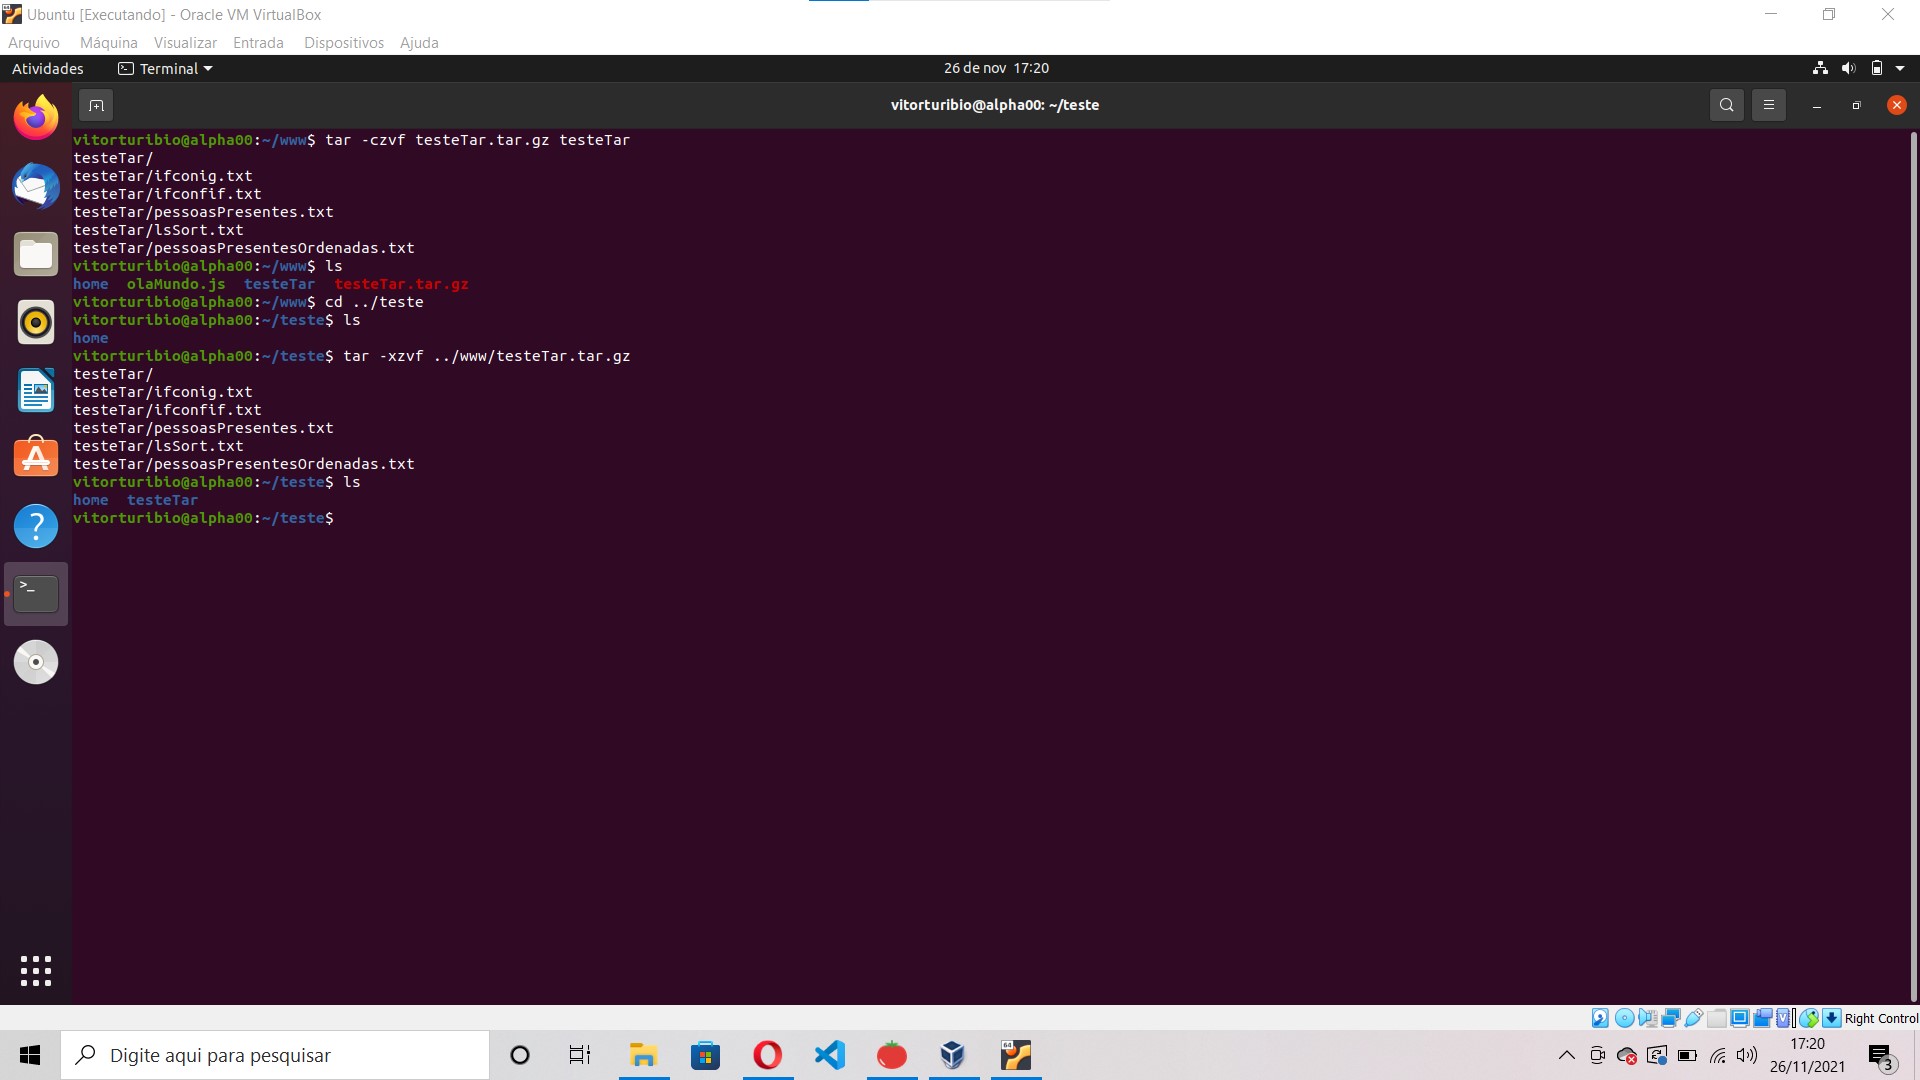 Ubuntu [Executando] - Oracle VM VirtualBox
Arquivo Máquina Visualizar Entrada Dispositivos Ajuda
Atividades Terminal 26 de nov 17:20
vitorturibio@alpha00: ~/teste
vitorturibio@alpha00:~/www$ tar -czvf testeTar.tar.gz testeTar
testeTar/
testeTar/ifconig.txt
testeTar/ifconfif.txt
testeTar/pessoasPresentes.txt
testeTar/lsSort.txt
testeTar/pessoasPresentesOrdenadas.txt
vitorturibio@alpha00:~/www$ ls
home olaMundo.js testeTar testeTar.tar.gz
vitorturibio@alpha00:~/www$ cd ../teste
vitorturibio@alpha00:~/teste$ ls
home
vitorturibio@alpha00:~/teste$ tar -xzvf ../www/testeTar.tar.gz
testeTar/
testeTar/ifconig.txt
testeTar/ifconfif.txt
testeTar/pessoasPresentes.txt
testeTar/lsSort.txt
testeTar/pessoasPresentesOrdenadas.txt
vitorturibio@alpha00:~/teste$ ls
home testeTar
vitorturibio@alpha00:~/teste$
Right Control
Digite aqui para pesquisar
17:20
26/11/2021
3